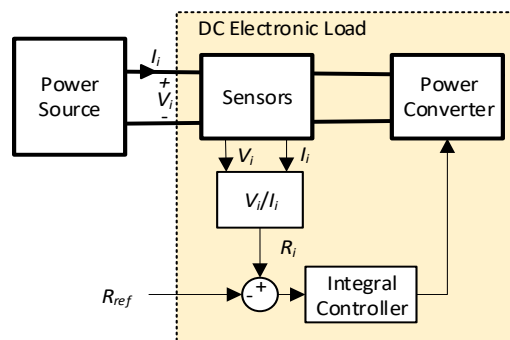 DC Electronic Load
I_i
Power
Source
+
V_i
-
Sensors
Power
Converter
V_i
I_i
V_i/I_i
R_i
R_ref
- +
Integral
Controller